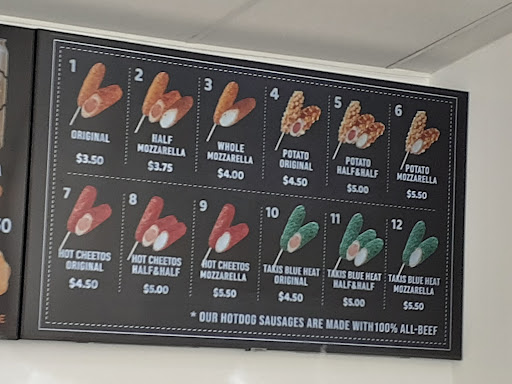 1
ORIGINAL
$3.50
2
HALF
MOZZARELLA
$3.75
3
WHOLE
MOZZARELLA
$4.00
4
POTATO
ORIGINAL
$4.50
5
POTATO
HALF&HALF
$5.00
6
POTATO
MOZZARELLA
$5.50
7
HOT CHEETOS
ORIGINAL
$4.50
8
HOT CHEETOS
HALF&HALF
$5.00
9
HOT CHEETOS
MOZZARELLA
$5.50
10
TAKIS BLUE HEAT
ORIGINAL
$4.50
11
TAKIS BLUE HEAT
HALF&HALF
$5.00
12
TAKIS BLUE HEAT
MOZZARELLA
$5.50
* OUR HOTDOG SAUSAGES ARE MADE WITH 100% ALL-BEEF